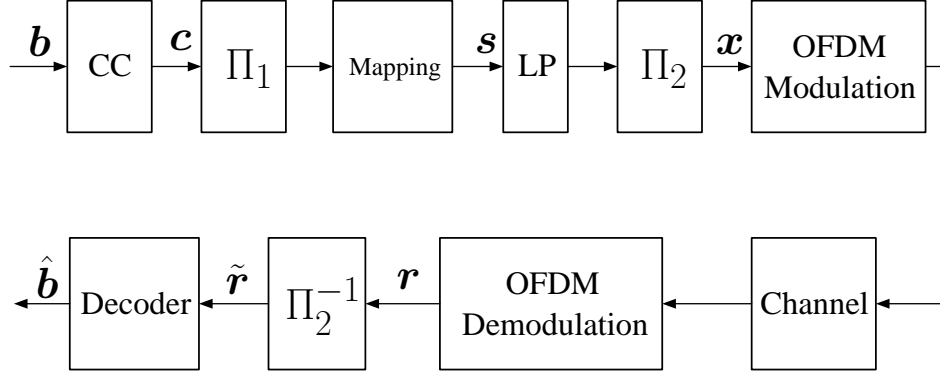 b CC c Π₁ Mapping s LP Π₂ x OFDM
Modulation
b̂ Decoder r̃ Π₂⁻¹ r OFDM
Demodulation Channel